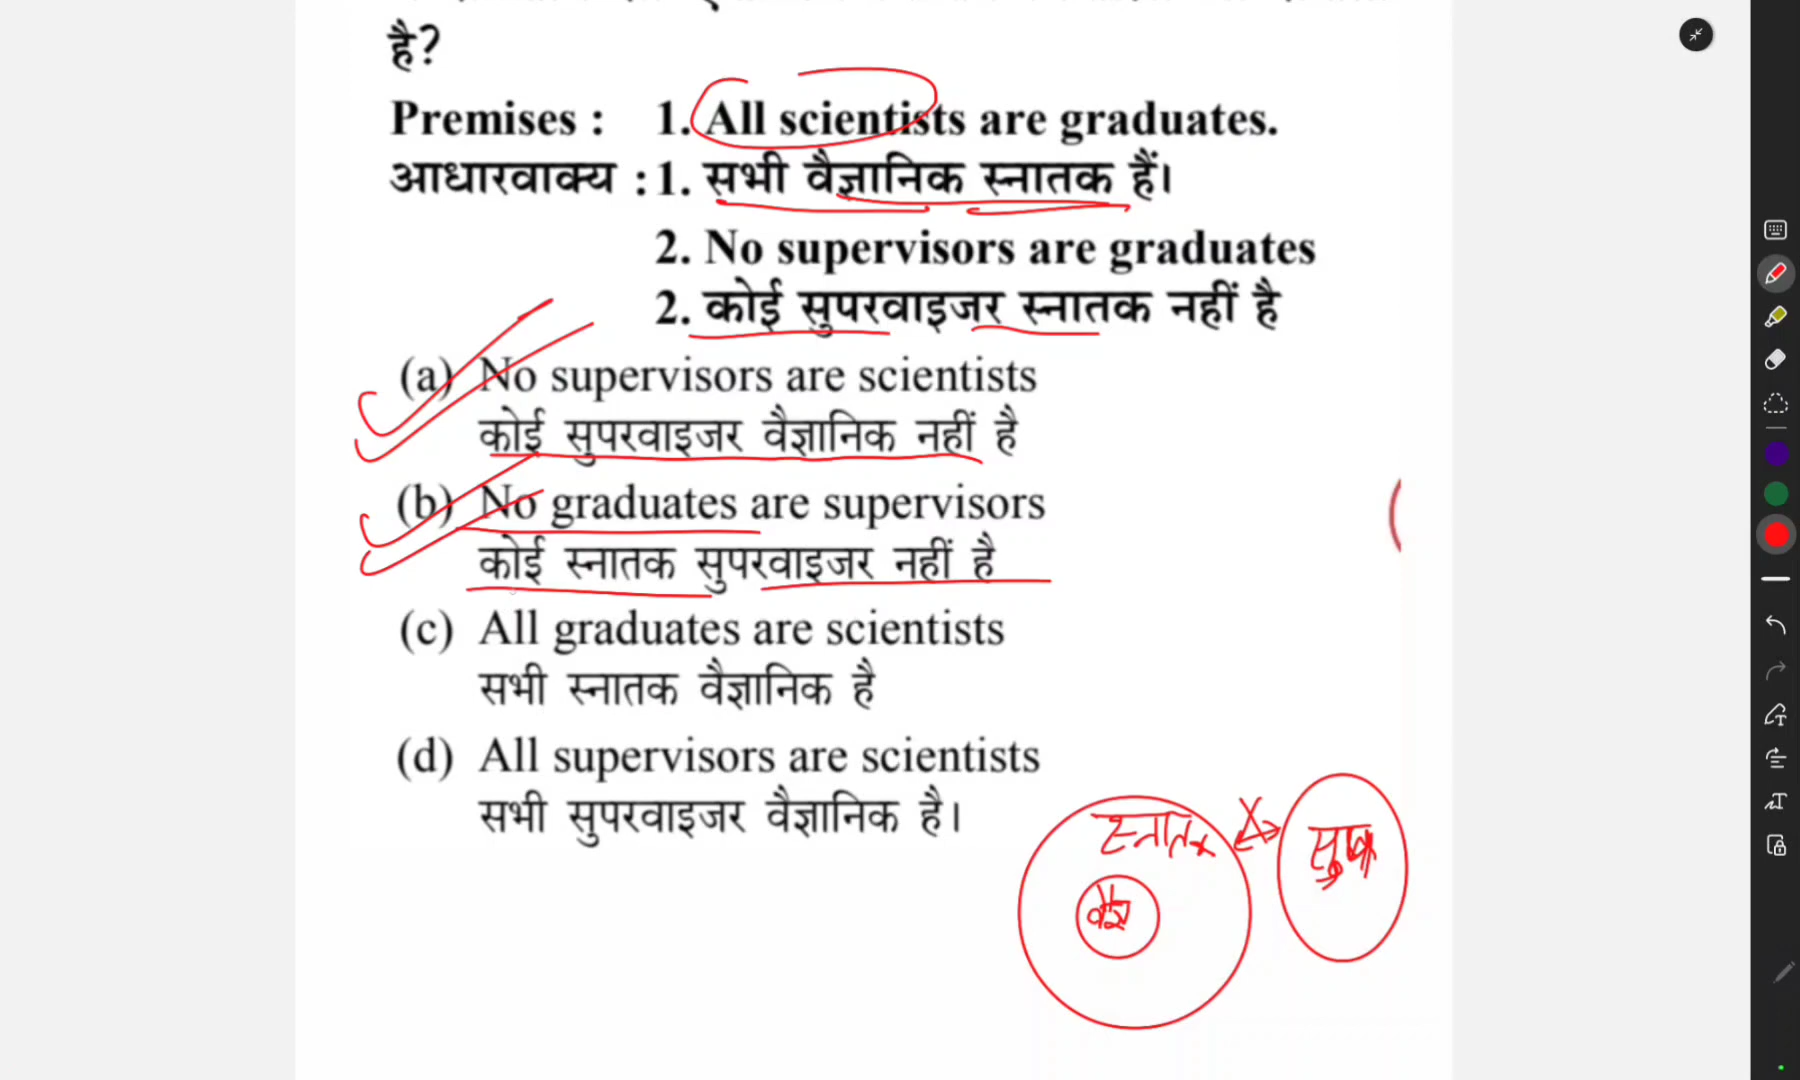 है?
Premises : 1. All scientists are graduates.
आधारवाक्य : 1. सभी वैज्ञानिक स्नातक हैं।
2. No supervisors are graduates
2. कोई सुपरवाइजर स्नातक नहीं है
(a) No supervisors are scientists
कोई सुपरवाइजर वैज्ञानिक नहीं है
(b) No graduates are supervisors
कोई स्नातक सुपरवाइजर नहीं है
(c) All graduates are scientists
सभी स्नातक वैज्ञानिक है
(d) All supervisors are scientists
सभी सुपरवाइजर वैज्ञानिक है।
स्नातक